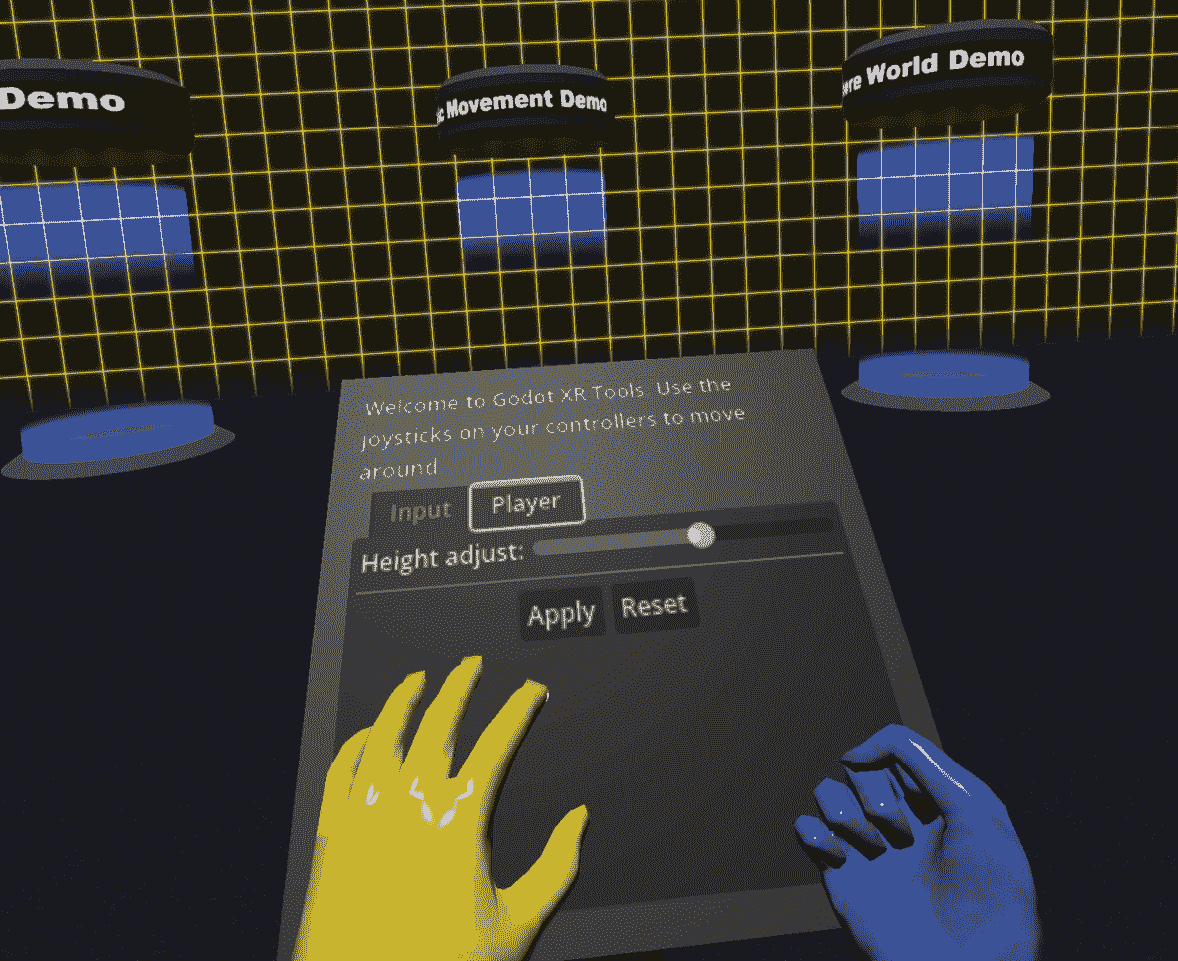 Demo
Movement Demo
World Demo
Welcome to Godot XR Tools. Use the
joysticks on your controllers to move
around
Input
Player
Height adjust:
Apply
Reset